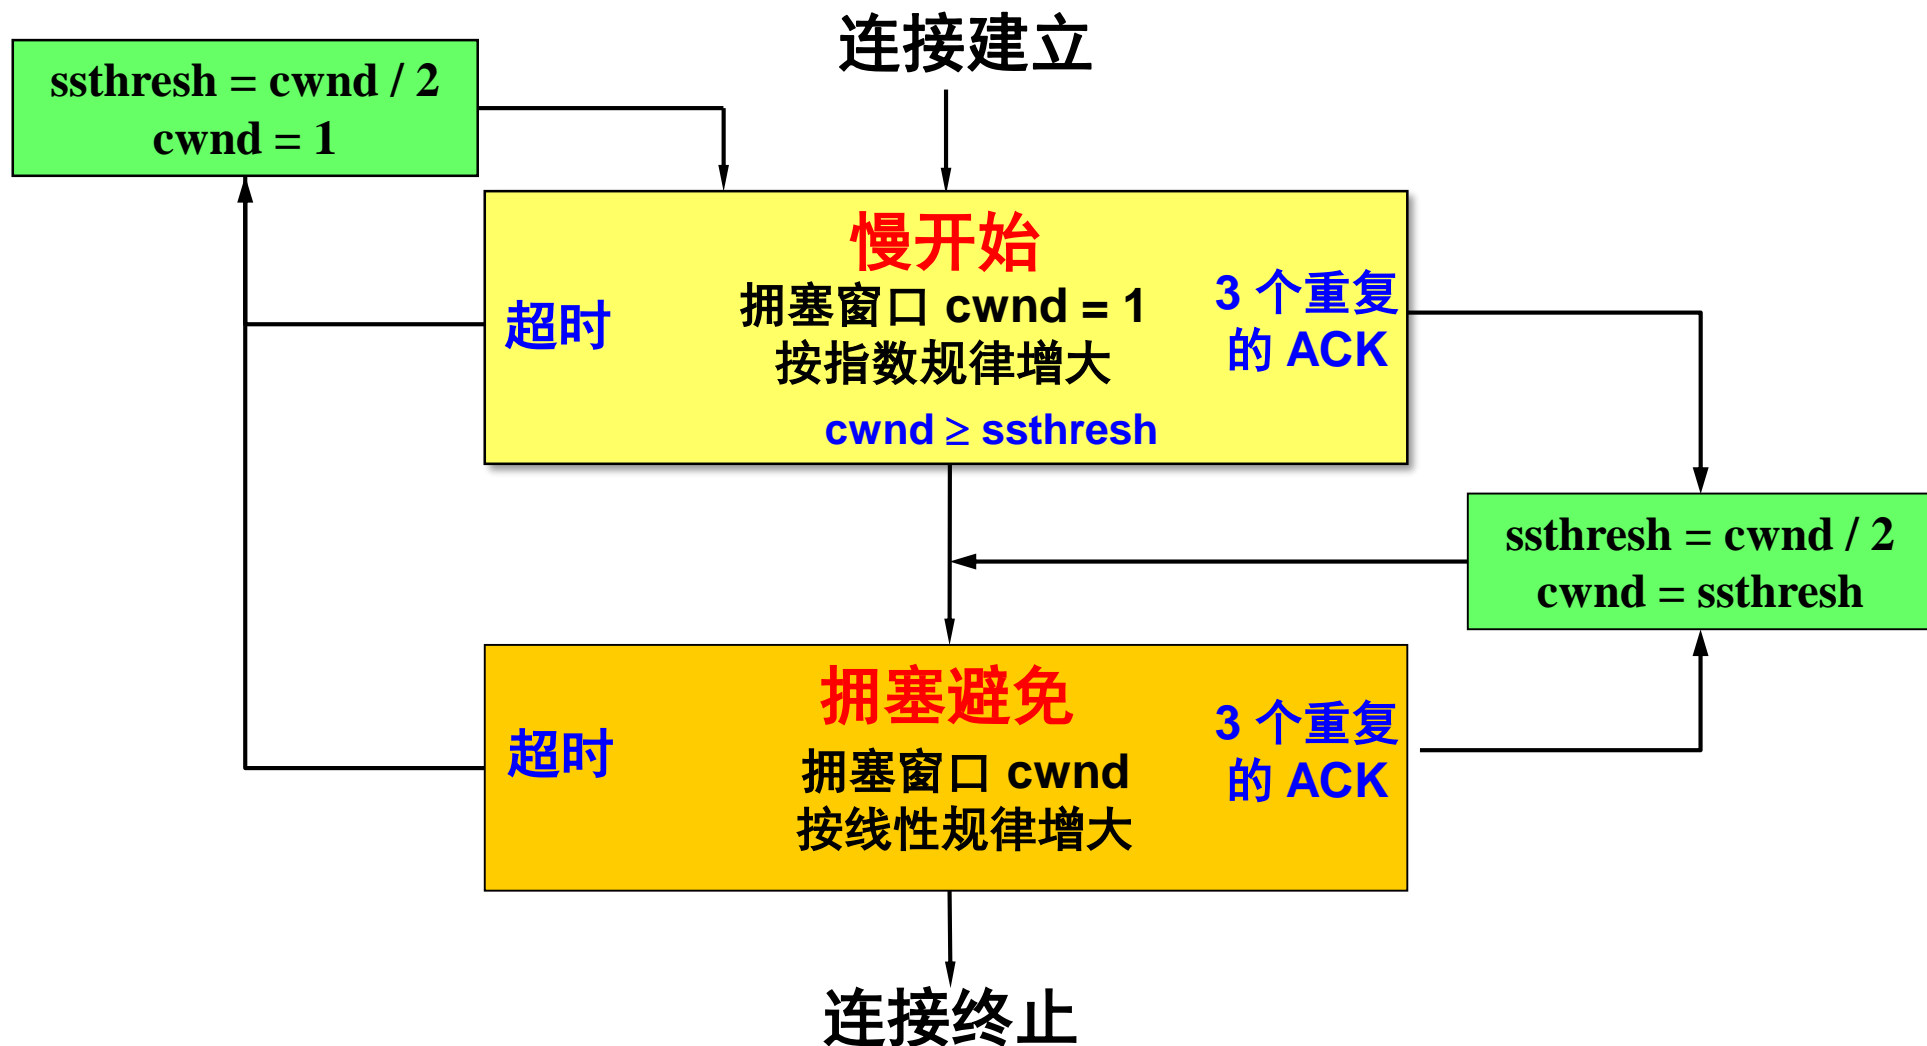 连接建立
ssthresh = cwnd / 2
cwnd = 1
慢开始
拥塞窗口 cwnd = 1
按指数规律增大
cwnd ≥ ssthresh
超时
3 个重复
的 ACK
ssthresh = cwnd / 2
cwnd = ssthresh
拥塞避免
拥塞窗口 cwnd
按线性规律增大
超时
3 个重复
的 ACK
连接终止